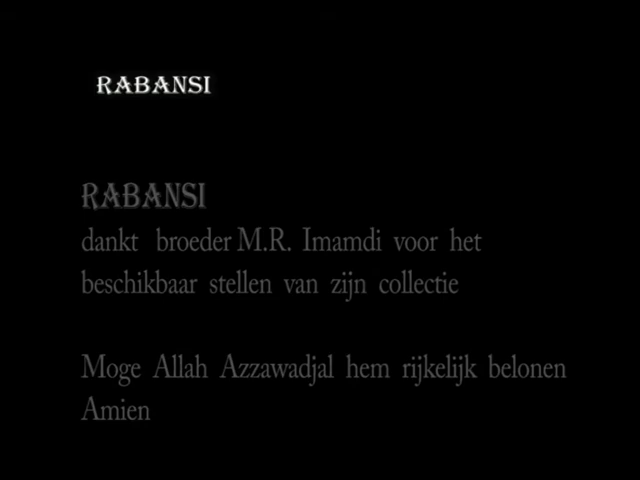 RABANSI
RABANSI
dankt broeder M.R. Imamdi voor het
beschikbaar stellen van zijn collectie
Moge Allah Azzawadjal hem rijkelijk belonen
Amien